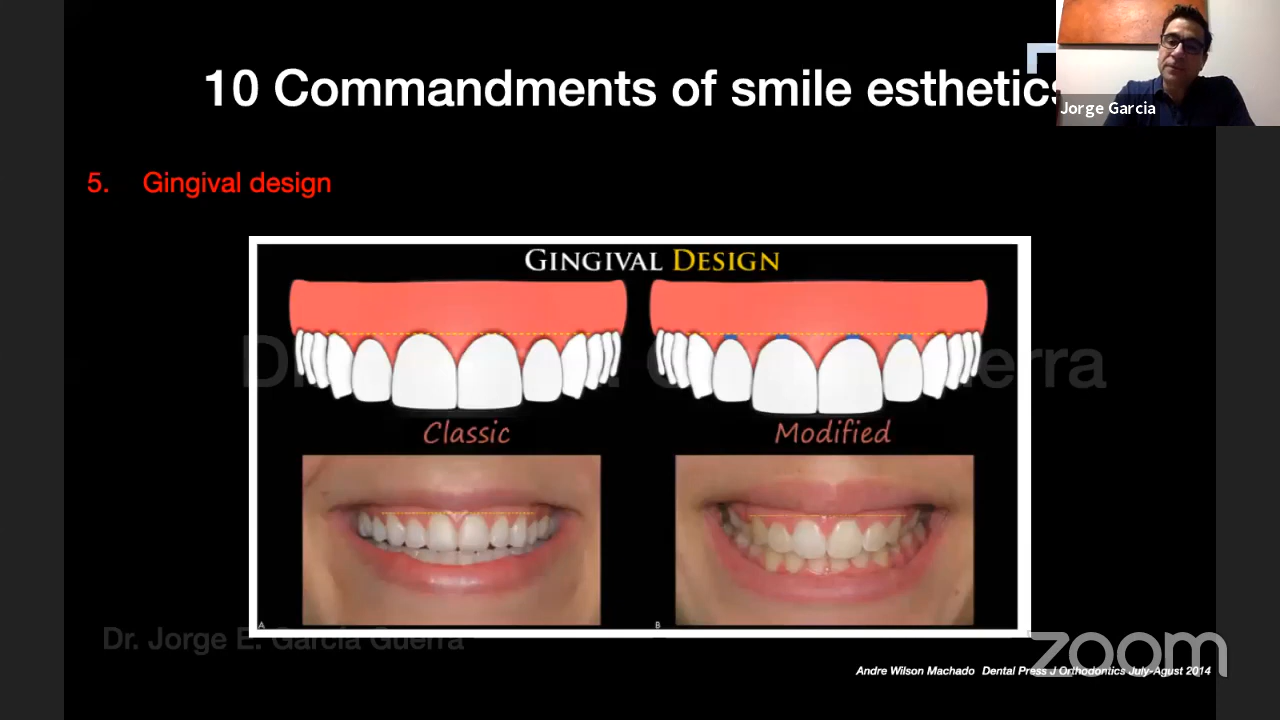 10 Commandments of smile esthetics
Jorge Garcia
5. Gingival design
GINGIVAL DESIGN
Classic
Modified
A
B
Dr. Jorge E. Garcia Guerra
zoom
Andre Wilson Machado Dental Press J Orthodontics July-Agust 2014